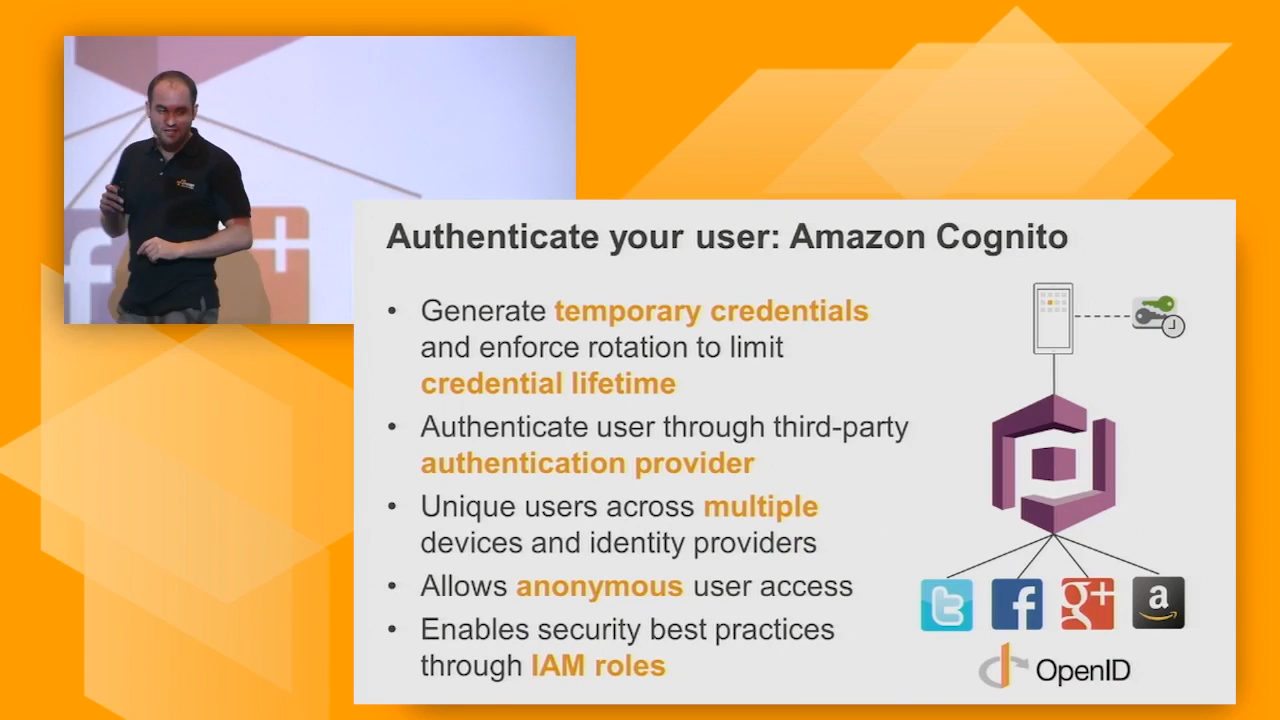 Authenticate your user: Amazon Cognito
• Generate temporary credentials
and enforce rotation to limit
credential lifetime
• Authenticate user through third-party
authentication provider
• Unique users across multiple
devices and identity providers
• Allows anonymous user access
• Enables security best practices
through IAM roles
f
g+
a
OpenID